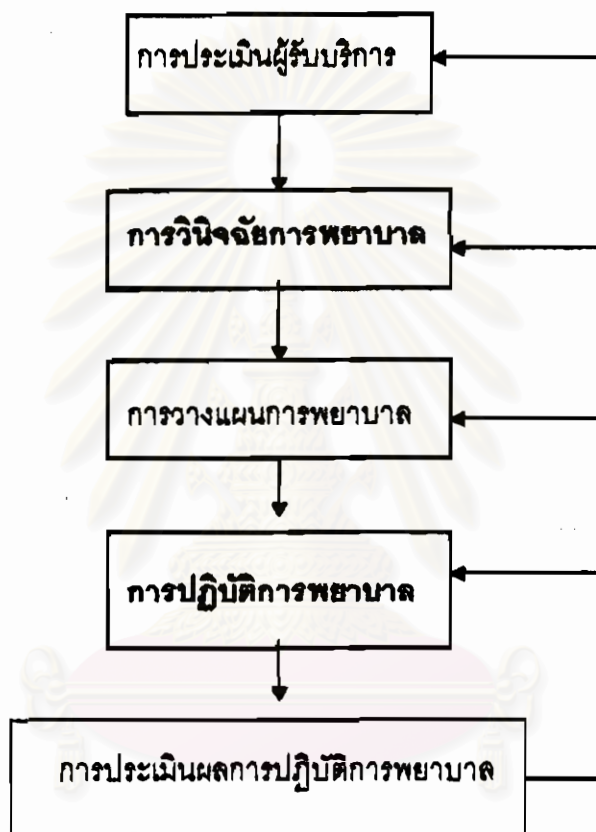 การประเมินผู้รับบริการ
การวินิจฉัยการพยาบาล
การวางแผนการพยาบาล
การปฏิบัติการพยาบาล
การประเมินผลการปฏิบัติการพยาบาล